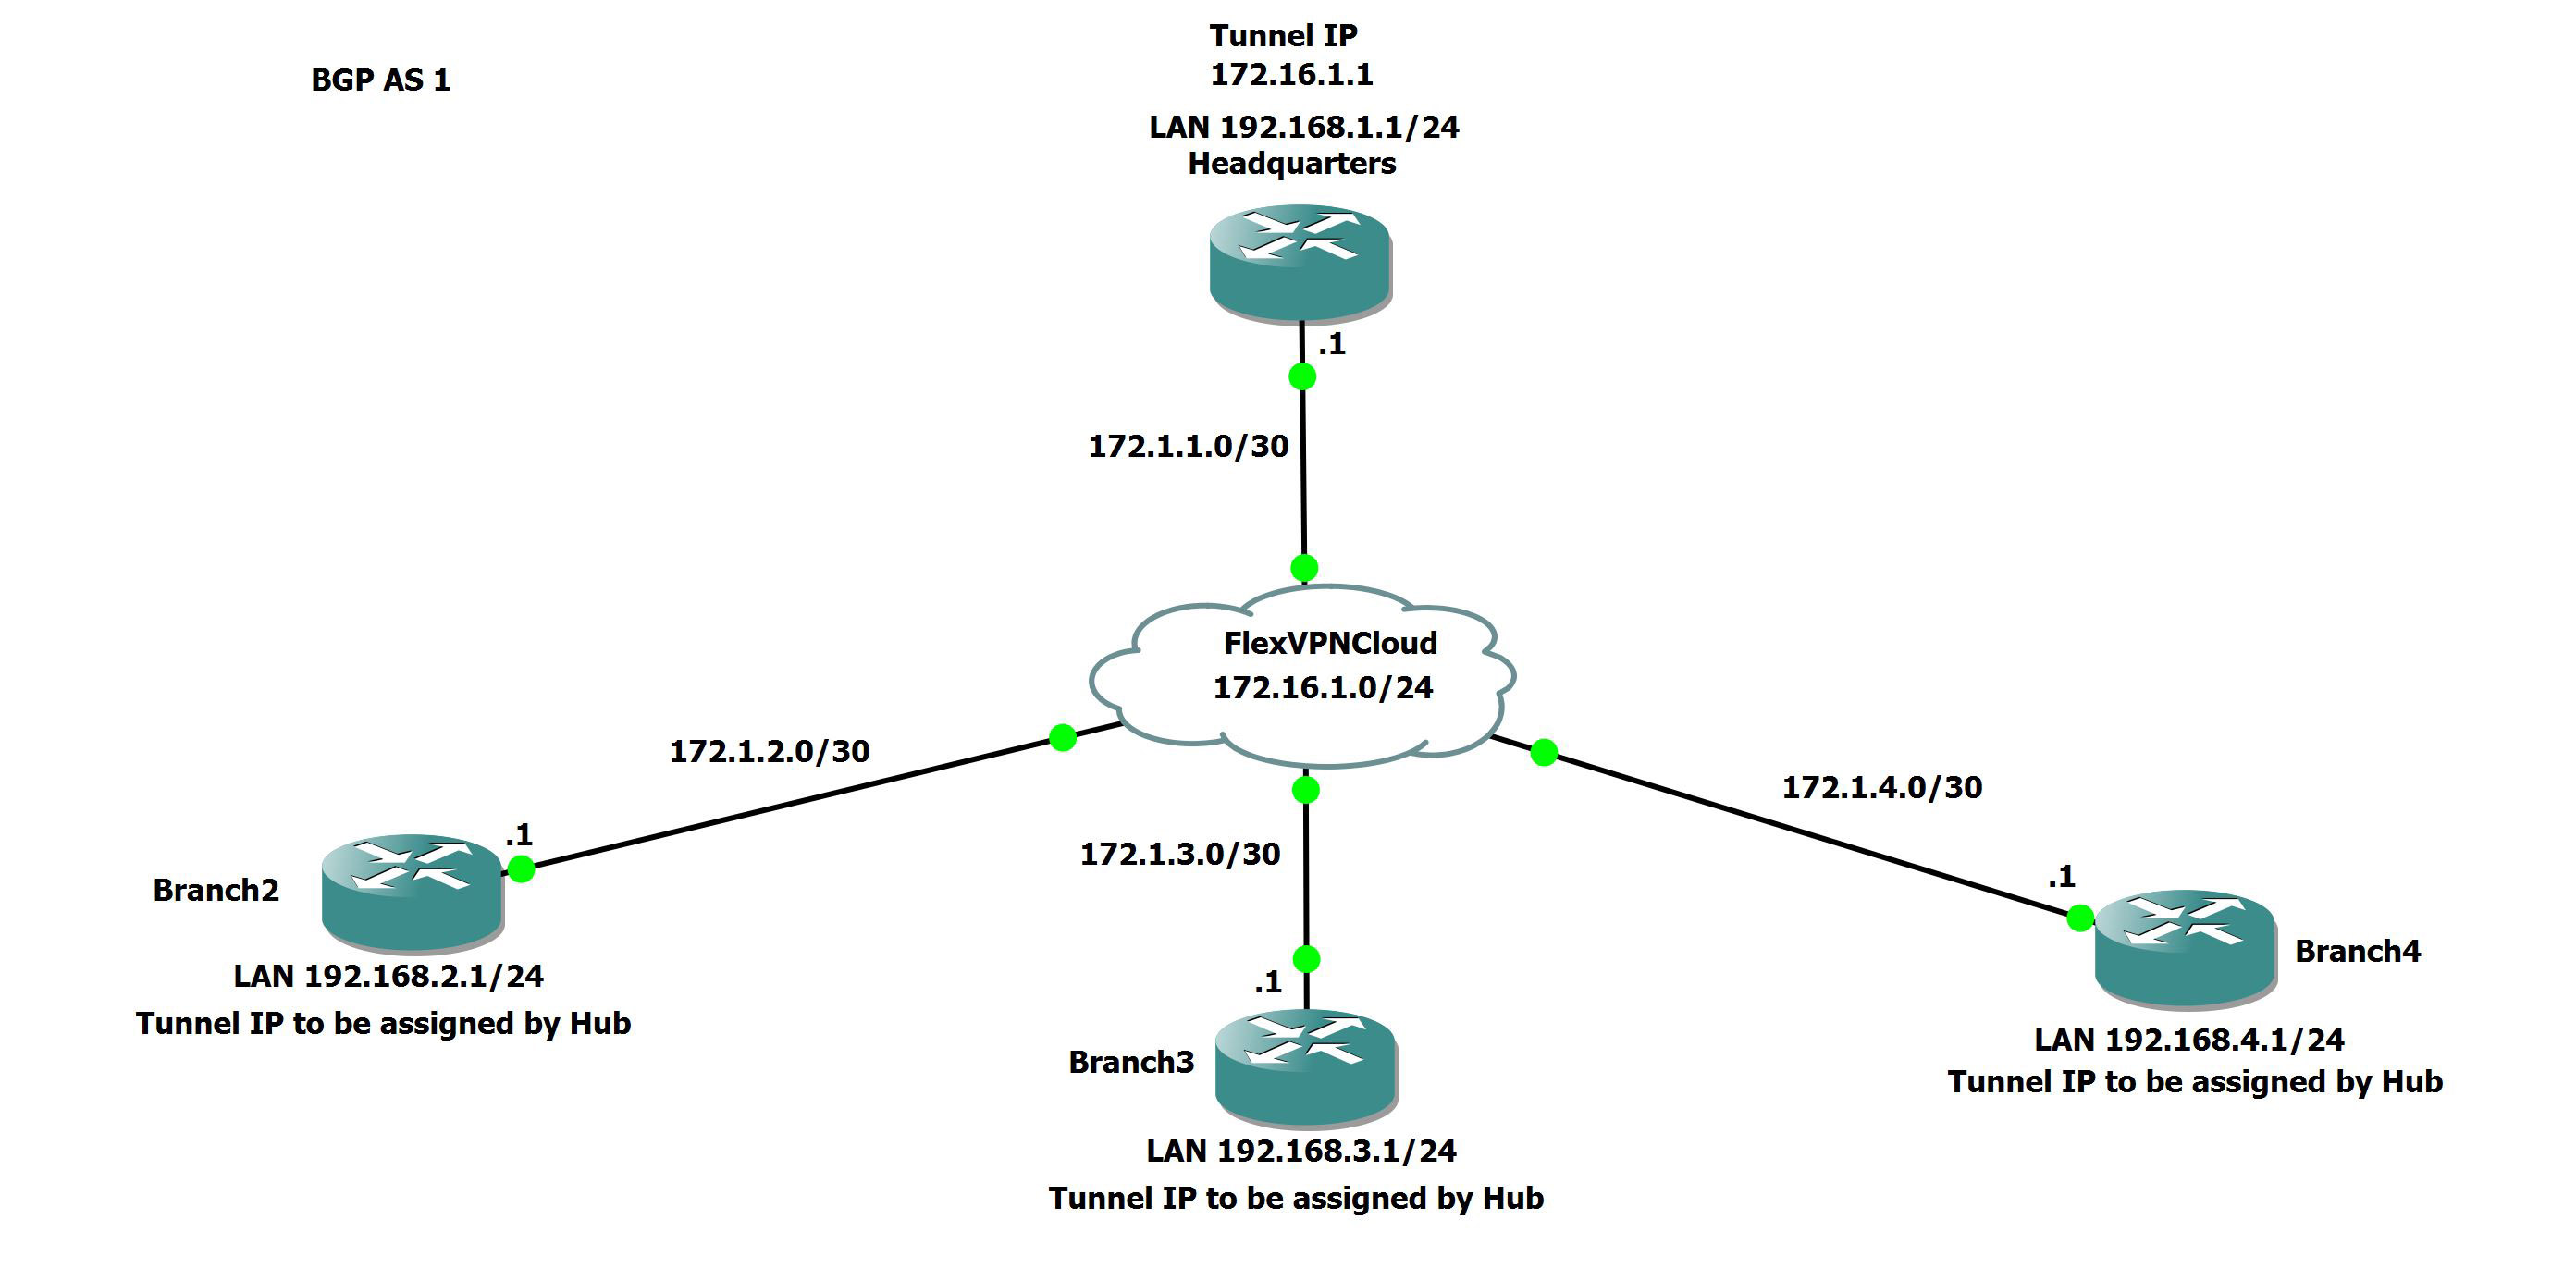 Tunnel IP
172.16.1.1
BGP AS 1
LAN 192.168.1.1/24
Headquarters
.1
172.1.1.0/30
FlexVPNCloud
172.16.1.0/24
172.1.2.0/30
172.1.4.0/30
.1
172.1.3.0/30
.1
Branch2
Branch4
LAN 192.168.2.1/24
.1
Tunnel IP to be assigned by Hub
LAN 192.168.4.1/24
Branch3
Tunnel IP to be assigned by Hub
LAN 192.168.3.1/24
Tunnel IP to be assigned by Hub